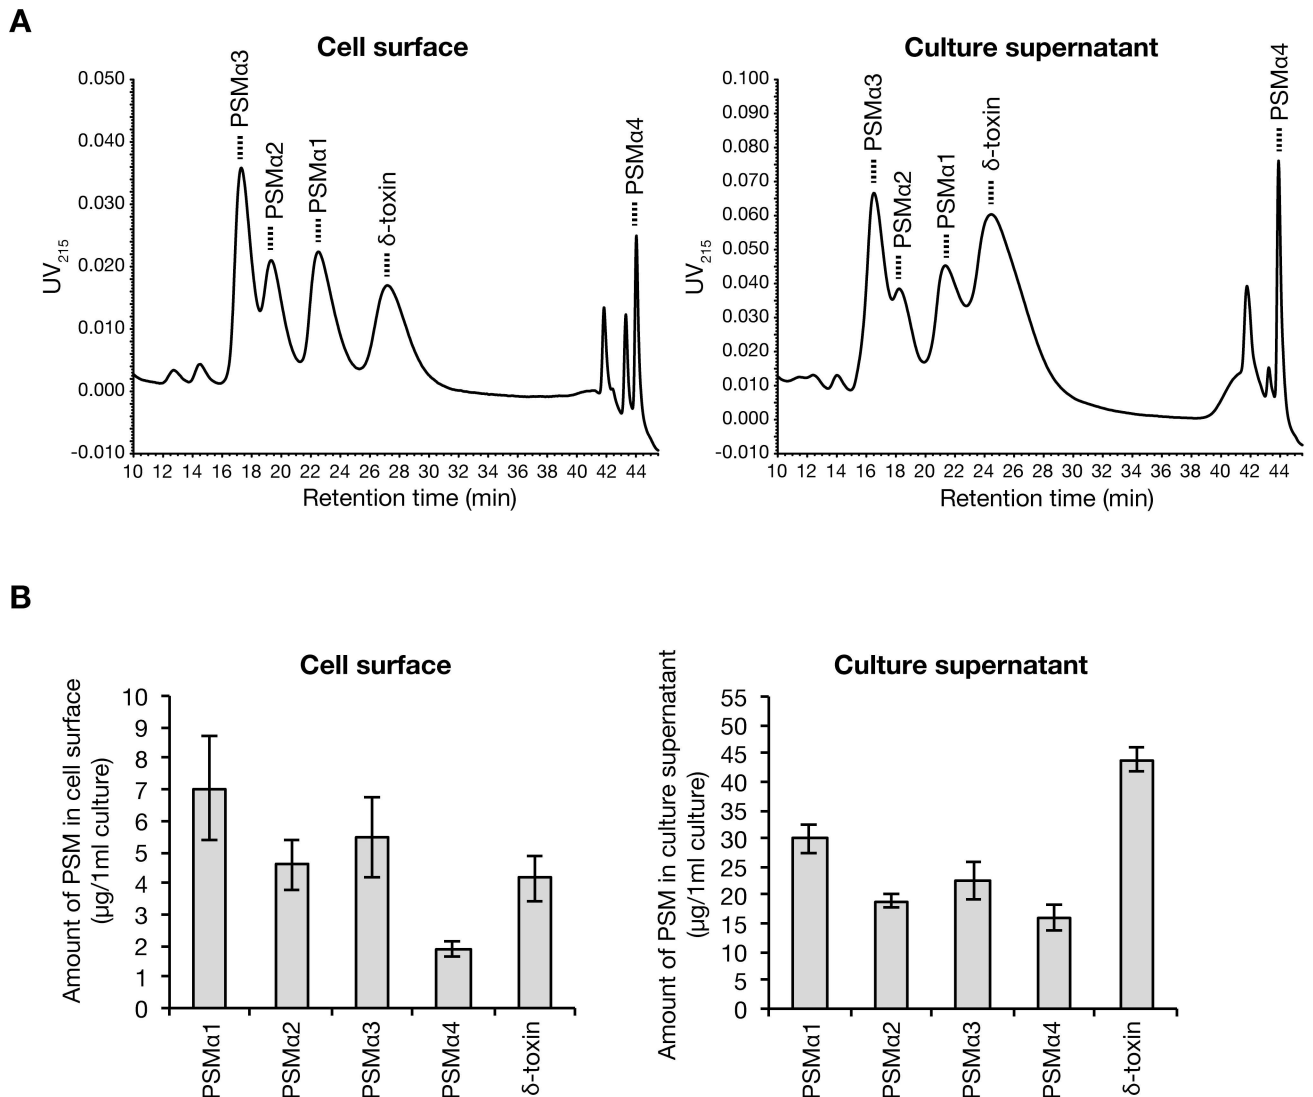 A
Cell surface
Culture supernatant
0.050
0.040
0.030
0.020
0.010
0.000
-0.010
UV215
PSMα3
PSMα2
PSMα1
δ-toxin
PSMα4
10 12 14 16 18 20 22 24 26 28 30 32 34 36 38 40 42 44
Retention time (min)
0.100
0.090
0.080
0.070
0.060
0.050
0.040
0.030
0.020
0.010
0.000
-0.010
UV215
PSMα3
PSMα2
PSMα1
δ-toxin
PSMα4
10 12 14 16 18 20 22 24 26 28 30 32 34 36 38 40 42 44
Retention time (min)
B
Cell surface
Amount of PSM in cell surface
(μg/1ml culture)
10
9
8
7
6
5
4
3
2
1
0
PSMα1
PSMα2
PSMα3
PSMα4
δ-toxin
Culture supernatant
Amount of PSM in culture supernatant
(μg/1ml culture)
55
50
45
40
35
30
25
20
15
10
5
0
PSMα1
PSMα2
PSMα3
PSMα4
δ-toxin